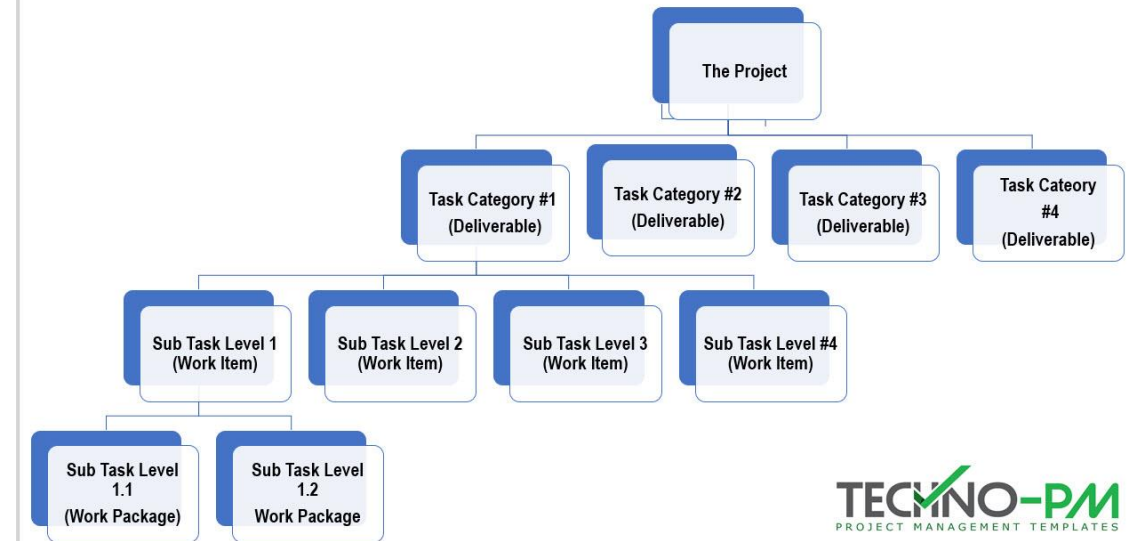 The Project
Task Category #1
(Deliverable)
Task Category #2
(Deliverable)
Task Category #3
(Deliverable)
Task Cateory
#4
(Deliverable)
Sub Task Level 1
(Work Item)
Sub Task Level 2
(Work Item)
Sub Task Level 3
(Work Item)
Sub Task Level #4
(Work Item)
Sub Task Level
1.1
(Work Package)
Sub Task Level
1.2
Work Package
TECHNO-PM
PROJECT MANAGEMENT TEMPLATES